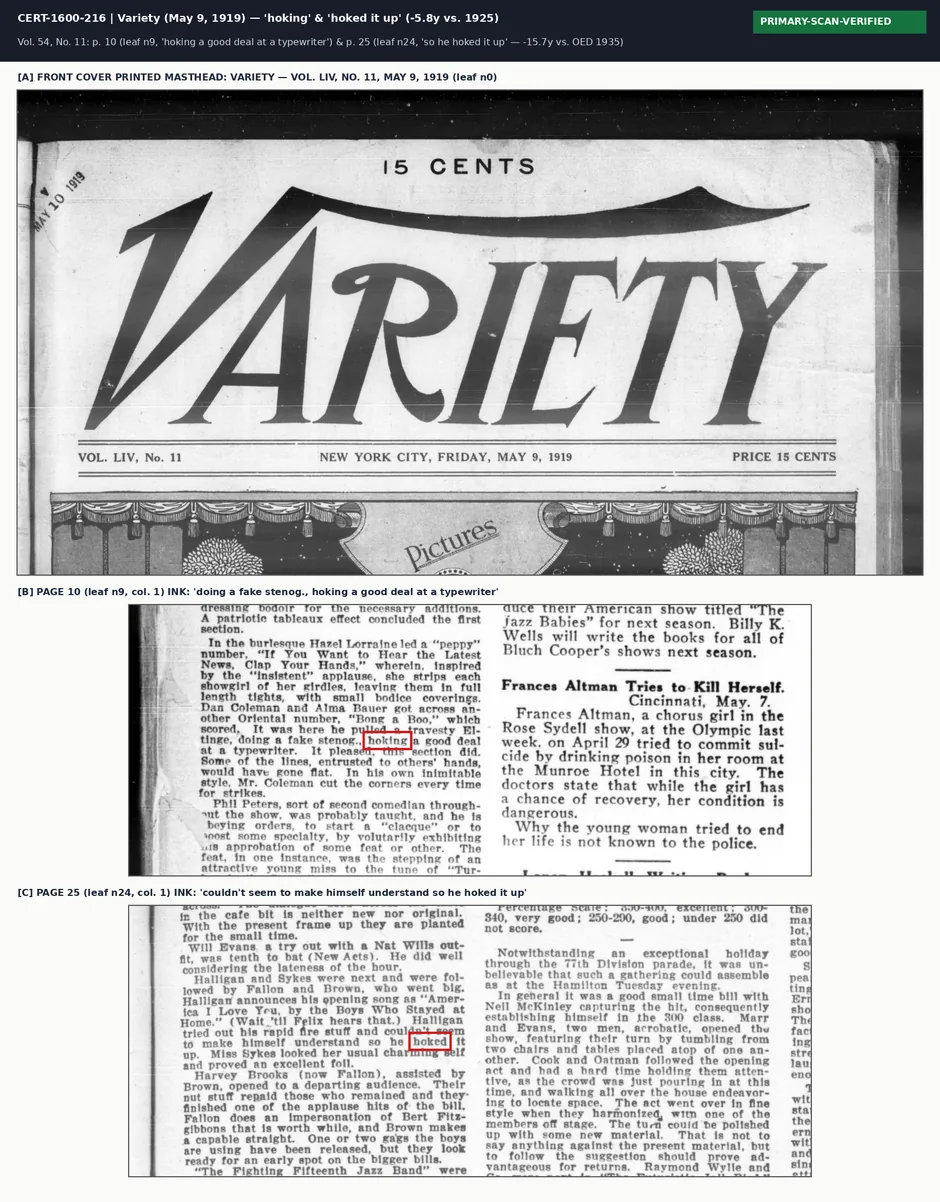 CERT-1600-216 | Variety (May 9, 1919) — 'hoking' & 'hoked it up' (-5.8y vs. 1925)
PRIMARY-SCAN-VERIFIED
Vol. 54, No. 11: p. 10 (leaf n9, 'hoking a good deal at a typewriter') & p. 25 (leaf n24, 'so he hoked it up' — -15.7y vs. OED 1935)
[A] FRONT COVER PRINTED MASTHEAD: VARIETY — VOL. LIV, NO. 11, MAY 9, 1919 (leaf n0)
MAY 10 1919
15 CENTS
VARIETY
VOL. LIV, No. 11
NEW YORK CITY, FRIDAY, MAY 9, 1919
PRICE 15 CENTS
Pictures
[B] PAGE 10 (leaf n9, col. 1) INK: 'doing a fake stenog., hoking a good deal at a typewriter'
dressing bodoir for the necessary additions.
A patriotic tableaux effect concluded the first
section.
In the burlesque Hazel Lorraine led a "peppy"
number, "If You Want to Hear the Latest
News, Clap Your Hands," wherein, inspired
by the "insistent" applause, she strips each
showgirl of her girdles, leaving them in full
length tights, with small bodice coverings.
Dan Coleman and Alma Bauer got across an-
other Oriental number, "Bong a Boo," which
scored. It was here he pulled a travesty El-
tinge, doing a fake stenog., hoking a good deal
at a typewriter. It pleased, this section did.
Some of the lines, entrusted to others' hands,
would have gone flat. In his own inimitable
style, Mr. Coleman cut the corners every time
for strikes.
Phil Peters, sort of second comedian through-
out the show, was probably taught, and he is
obeying orders, to start a "clacque" or to
boost some specialty, by volutarily exhibiting
his approbation of some feat or other. The
feat, in one instance, was the stepping of an
attractive young miss to the tune of "Tur-
duce their American show titled "The
Jazz Babies" for next season. Billy K.
Wells will write the books for all of
Bluch Cooper's shows next season.
Frances Altman Tries to Kill Herself.
Cincinnati, May. 7.
Frances Altman, a chorus girl in the
Rose Sydell show, at the Olympic last
week, on April 29 tried to commit sui-
cide by drinking poison in her room at
the Munroe Hotel in this city. The
doctors state that while the girl has
a chance of recovery, her condition is
dangerous.
Why the young woman tried to end
her life is not known to the police.
[C] PAGE 25 (leaf n24, col. 1) INK: 'couldn't seem to make himself understand so he hoked it up'
in the cafe bit is neither new nor original.
With the present frame up they are planted
for the small time.
Will Evans, a try out with a Nat Wills out-
fit, was tenth to bat (New Acts). He did well
considering the lateness of the hour.
Halligan and Sykes were next and were fol-
lowed by Fallon and Brown, who went big.
Halligan announces his opening song as "Amer-
ica I Love You, by the Boys Who Stayed at
Home." (Wait 'til Felix hears that.) Halligan
tried out his rapid fire stuff and couldn't seem
to make himself understood so he hoked it
up. Miss Sykes looked her usual charming self
and proved an excellent foil.
Harvey Brooks (now Fallon), assisted by
Brown, opened to a departing audience. Their
nut stuff repaid those who remained and they
finished one of the applause hits of the bill.
Fallon does an impersonation of Bert Fitz-
gibbons that is worth while, and Brown makes
a capable straight. One or two gags the boys
are using have been released, but they look
ready for an early spot on the bigger bills.
"The Fighting Fifteenth Jazz Band" were
Percentage Scale: 350-400, excellent; 300-
340, very good; 250-290, good; under 250 did
not score.
Notwithstanding an exceptional holiday
through the 77th Division parade, it was un-
believable that such a gathering could assemble
as at the Hamilton Tuesday evening.
In general it was a good small time bill with
Neil McKinley capturing the hit, consequently
establishing himself in the 300 class. Marr
and Evans, two men, acrobatic, opened the
show, featuring their turn by tumbling from
two chairs and tables placed atop of one an-
other. Cook and Oatman followed the opening
act and had a hard time holding them atten-
tive, as the crowd was just pouring in at this
time, and walking all over the house endeavor-
ing to locate space. The act went over in fine
style when they harmonized with one of the
members off stage. The turn could be polished
up with some new material. That is not to
say anything against the present material, but
to follow the suggestion should prove ad-
vantageous for returns. Raymond Wylie and